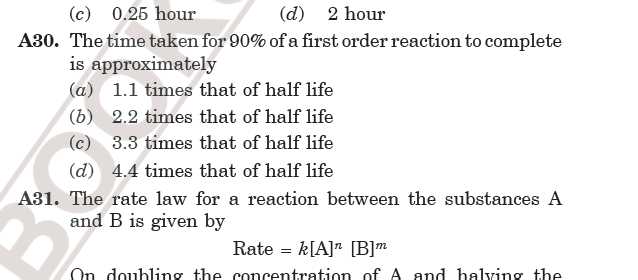 (c) 0.25 hour (d) 2 hour
A30. The time taken for 90% of a first order reaction to complete
is approximately
(a) 1.1 times that of half life
(b) 2.2 times that of half life
(c) 3.3 times that of half life
(d) 4.4 times that of half life
A31. The rate law for a reaction between the substances A
and B is given by
Rate = k[A]ⁿ [B]ᵐ
On doubling the concentration of A and halving the
BOOK